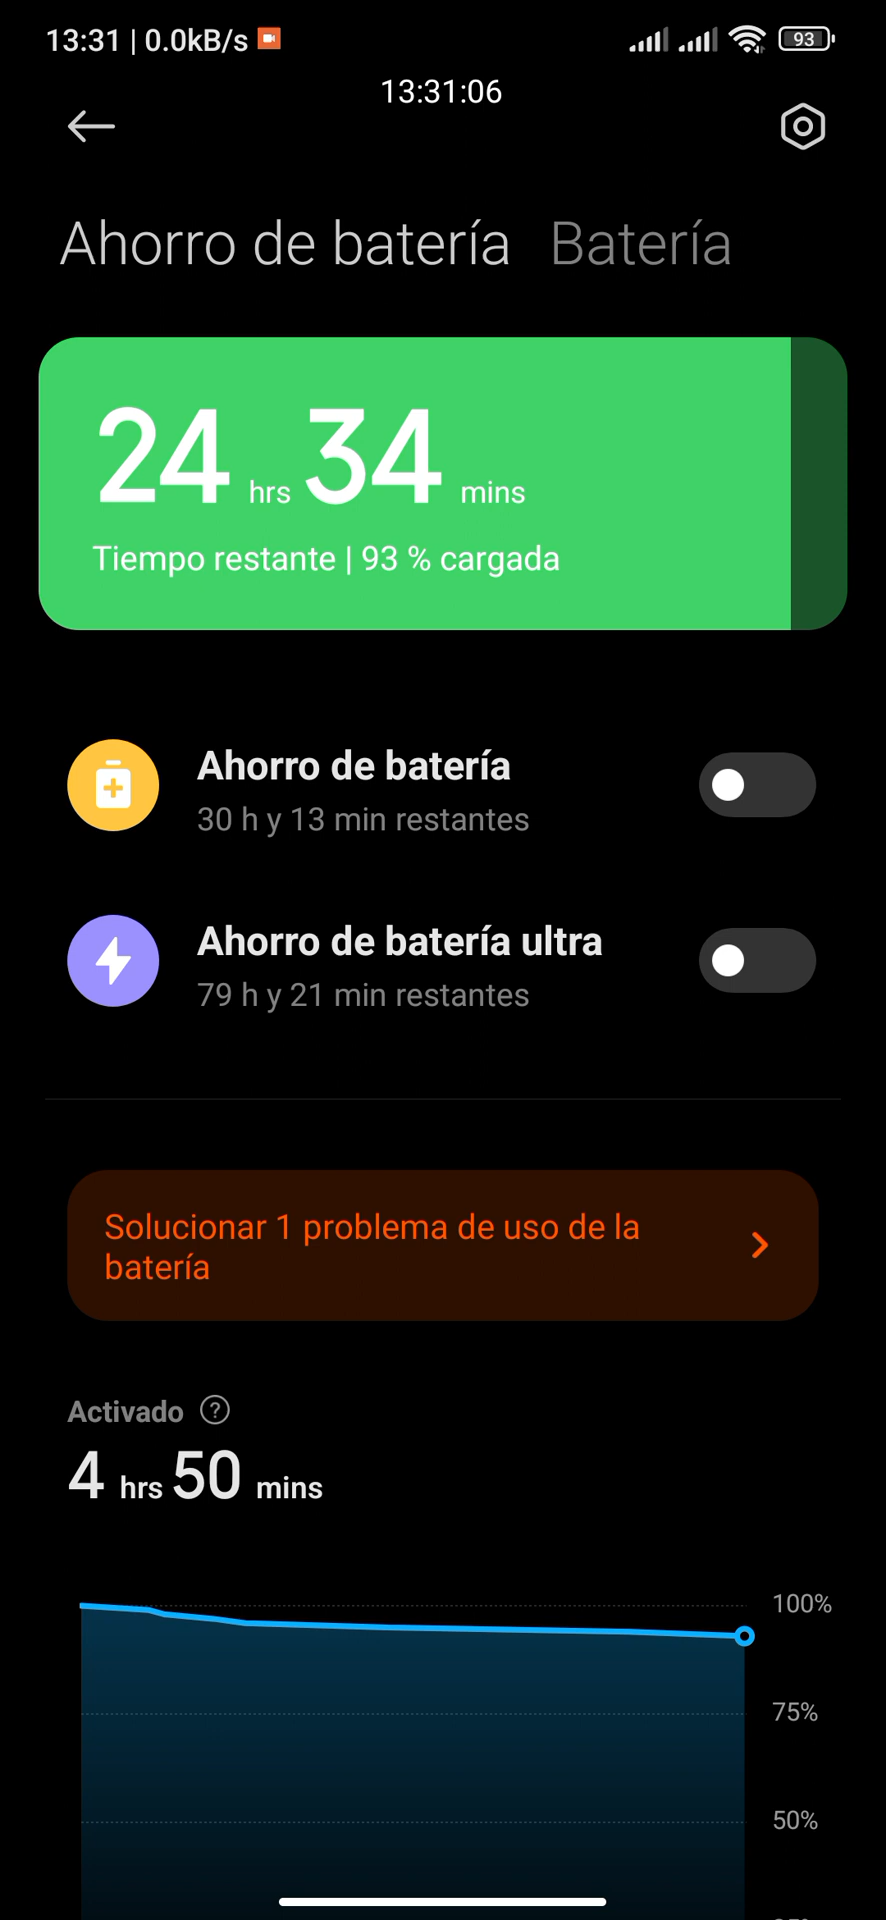 13:31 | 0.0kB/s
93
13:31:06
Ahorro de batería Batería
24 hrs 34 mins
Tiempo restante | 93 % cargada
Ahorro de batería
30 h y 13 min restantes
Ahorro de batería ultra
79 h y 21 min restantes
Solucionar 1 problema de uso de la
batería
Activado ?
4 hrs 50 mins
100%
75%
50%